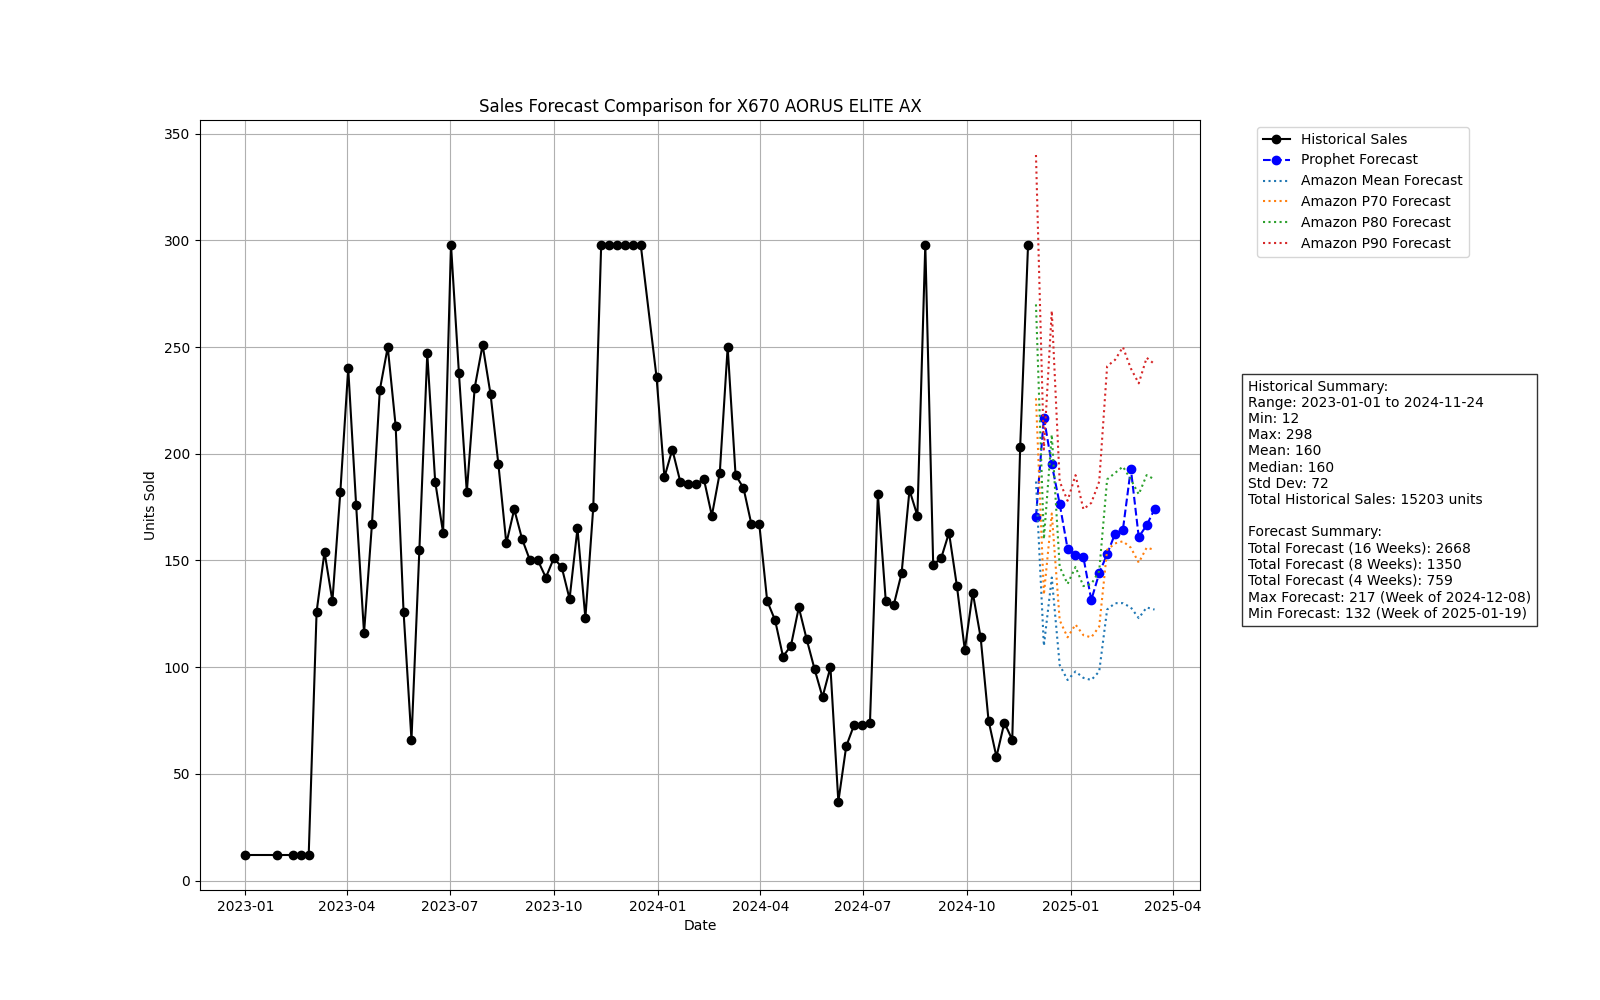 Sales Forecast Comparison for X670 AORUS ELITE AX
350
300
250
200
150
100
50
0
Units Sold
2023-01
2023-04
2023-07
2023-10
2024-01
2024-04
2024-07
2024-10
2025-01
2025-04
Date
Historical Sales
Prophet Forecast
Amazon Mean Forecast
Amazon P70 Forecast
Amazon P80 Forecast
Amazon P90 Forecast
Historical Summary:
Range: 2023-01-01 to 2024-11-24
Min: 12
Max: 298
Mean: 160
Median: 160
Std Dev: 72
Total Historical Sales: 15203 units
Forecast Summary:
Total Forecast (16 Weeks): 2668
Total Forecast (8 Weeks): 1350
Total Forecast (4 Weeks): 759
Max Forecast: 217 (Week of 2024-12-08)
Min Forecast: 132 (Week of 2025-01-19)